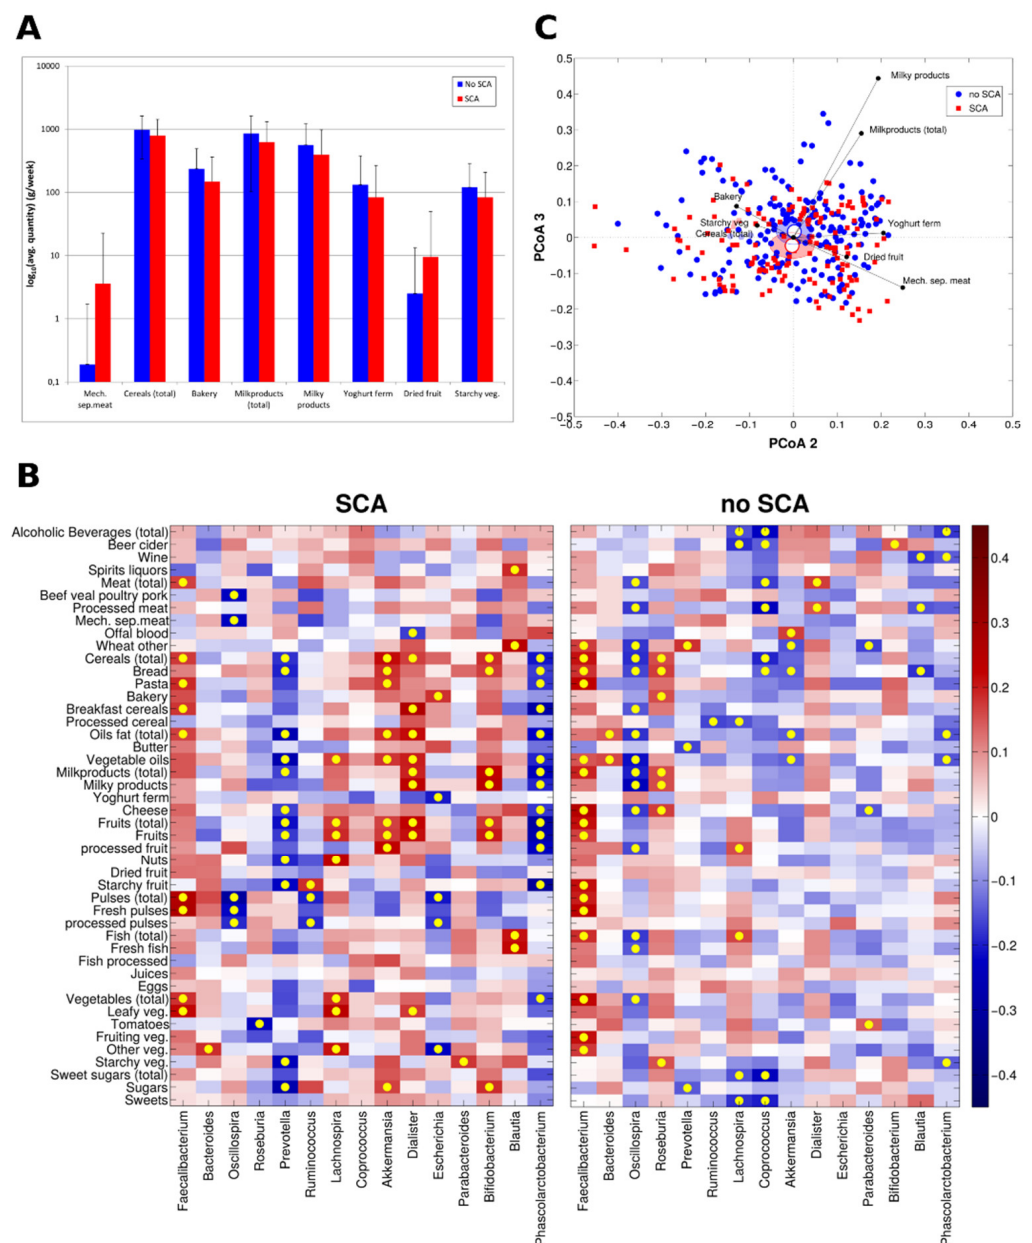 A
10000
1000
100
10
1
0,1
log10(avg. quantity) (g/week)
No SCA
SCA
Mech. sep.meat
Cereals (total)
Bakery
Milkproducts (total)
Milky products
Yoghurt ferm
Dried fruit
Starchy veg.
C
0.5
0.4
0.3
0.2
0.1
0
−0.1
−0.2
−0.3
−0.4
−0.5
PCoA 3
−0.5 −0.4 −0.3 −0.2 −0.1 0 0.1 0.2 0.3 0.4 0.5
PCoA 2
no SCA
SCA
Milky products
Milkproducts (total)
Bakery
Starchy veg
Cereals (total)
Yoghurt ferm
Dried fruit
Mech. sep. meat
B
SCA
no SCA
Alcoholic Beverages (total)
Beer cider
Wine
Spirits liquors
Meat (total)
Beef veal poultry pork
Processed meat
Mech. sep.meat
Offal blood
Wheat other
Cereals (total)
Bread
Pasta
Bakery
Breakfast cereals
Processed cereal
Oils fat (total)
Butter
Vegetable oils
Milkproducts (total)
Milky products
Yoghurt ferm
Cheese
Fruits (total)
Fruits
processed fruit
Nuts
Dried fruit
Starchy fruit
Pulses (total)
Fresh pulses
processed pulses
Fish (total)
Fresh fish
Fish processed
Juices
Eggs
Vegetables (total)
Leafy veg.
Tomatoes
Fruiting veg.
Other veg.
Starchy veg.
Sweet sugars (total)
Sugars
Sweets
Faecalibacterium
Bacteroides
Oscillospira
Roseburia
Prevotella
Ruminococcus
Lachnospira
Coprococcus
Akkermansia
Dialister
Escherichia
Parabacteroides
Bifidobacterium
Blautia
Phascolarctobacterium
Faecalibacterium
Bacteroides
Oscillospira
Roseburia
Prevotella
Ruminococcus
Lachnospira
Coprococcus
Akkermansia
Dialister
Escherichia
Parabacteroides
Bifidobacterium
Blautia
Phascolarctobacterium
0.4
0.3
0.2
0.1
0
−0.1
−0.2
−0.3
−0.4